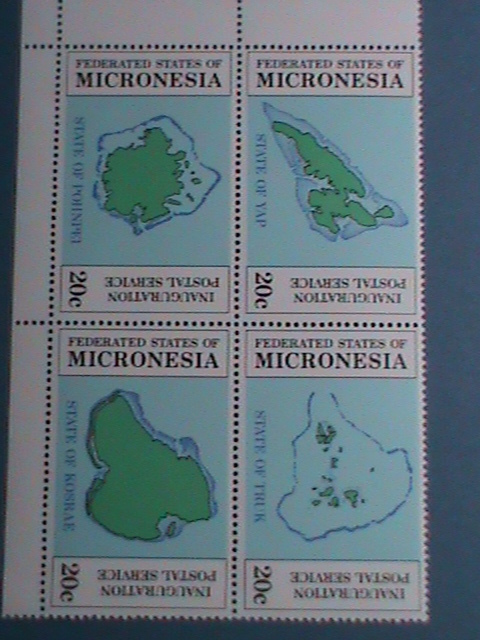 FEDERATED STATES OF
MICRONESIA
STATE OF POHNPEI
20c
INAUGURATION
POSTAL SERVICE
FEDERATED STATES OF
MICRONESIA
STATE OF YAP
20c
INAUGURATION
POSTAL SERVICE
FEDERATED STATES OF
MICRONESIA
STATE OF KOSRAE
20c
INAUGURATION
POSTAL SERVICE
FEDERATED STATES OF
MICRONESIA
STATE OF TRUK
20c
INAUGURATION
POSTAL SERVICE